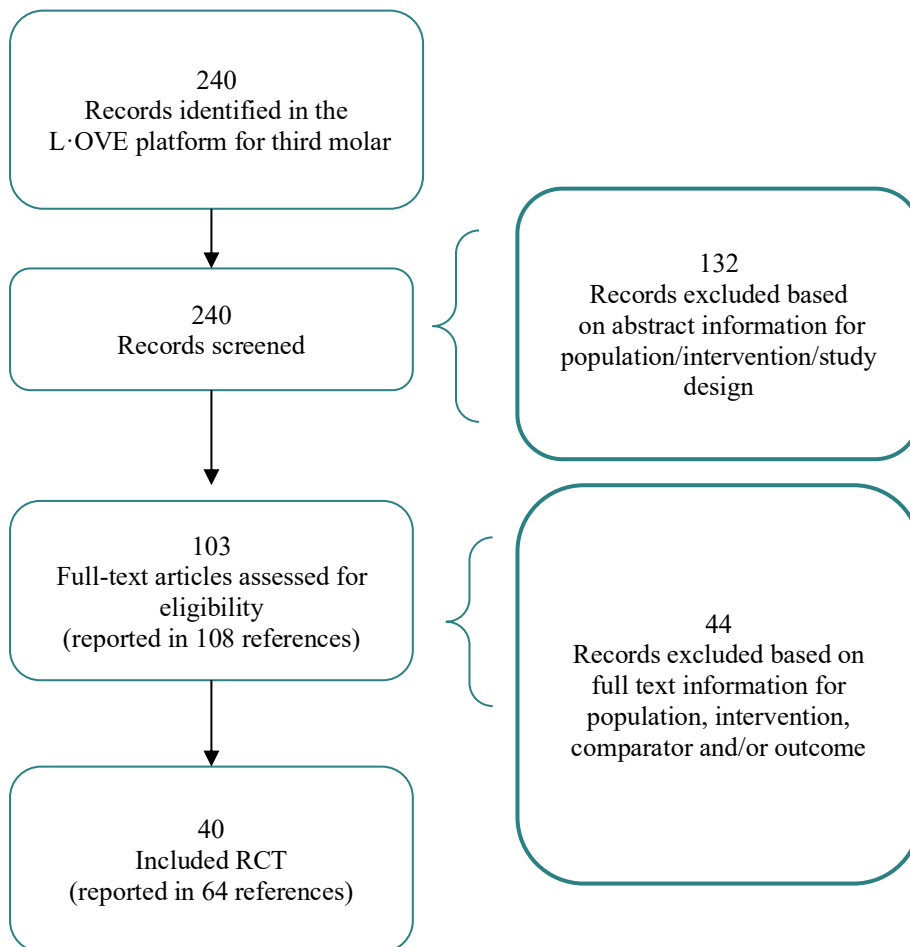 240
Records identified in the
L·OVE platform for third molar
240
Records screened
132
Records excluded based
on abstract information for
population/intervention/study
design
103
Full-text articles assessed for
eligibility
(reported in 108 references)
44
Records excluded based on
full text information for
population, intervention,
comparator and/or outcome
40
Included RCT
(reported in 64 references)